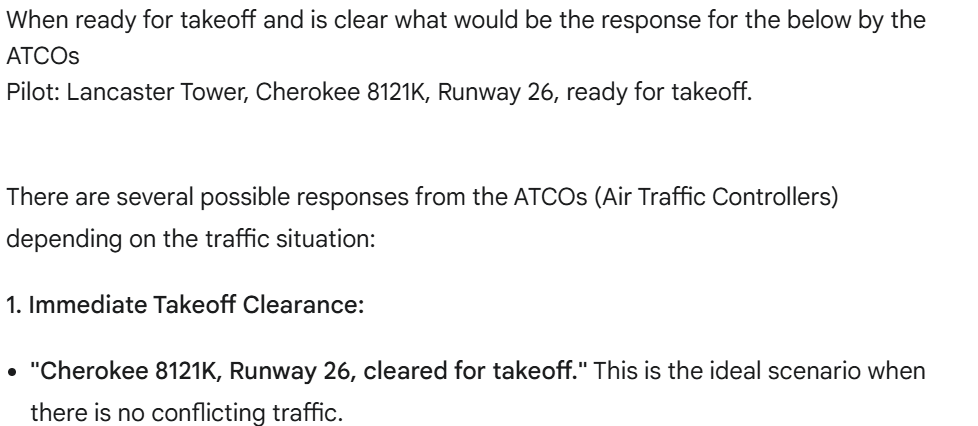 When ready for takeoff and is clear what would be the response for the below by the
ATCOs
Pilot: Lancaster Tower, Cherokee 8121K, Runway 26, ready for takeoff.
There are several possible responses from the ATCOs (Air Traffic Controllers)
depending on the traffic situation:
1. Immediate Takeoff Clearance:
• "Cherokee 8121K, Runway 26, cleared for takeoff." This is the ideal scenario when
there is no conflicting traffic.